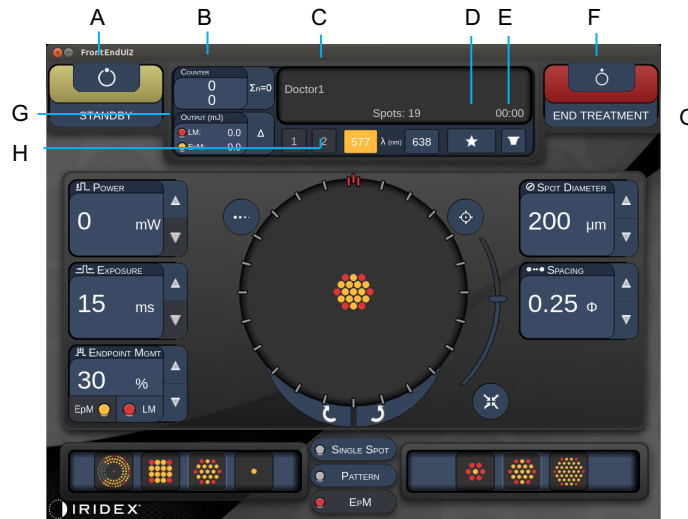 A
B
C
D
E
F
FrontEndUi2
STANDBY
COUNTER
0
0
Σn=0
OUTPUT (mJ)
LM: 0.0
EPM: 0.0
Δ
Doctor1
Spots: 19
00:00
1
2
577
λ (nm)
638
END TREATMENT
G
H
POWER
0 mW
EXPOSURE
15 ms
ENDPOINT MGMT
30 %
EpM
LM
SPOT DIAMETER
200 µm
SPACING
0.25 Φ
SINGLE SPOT
PATTERN
EPM
IRIDEX